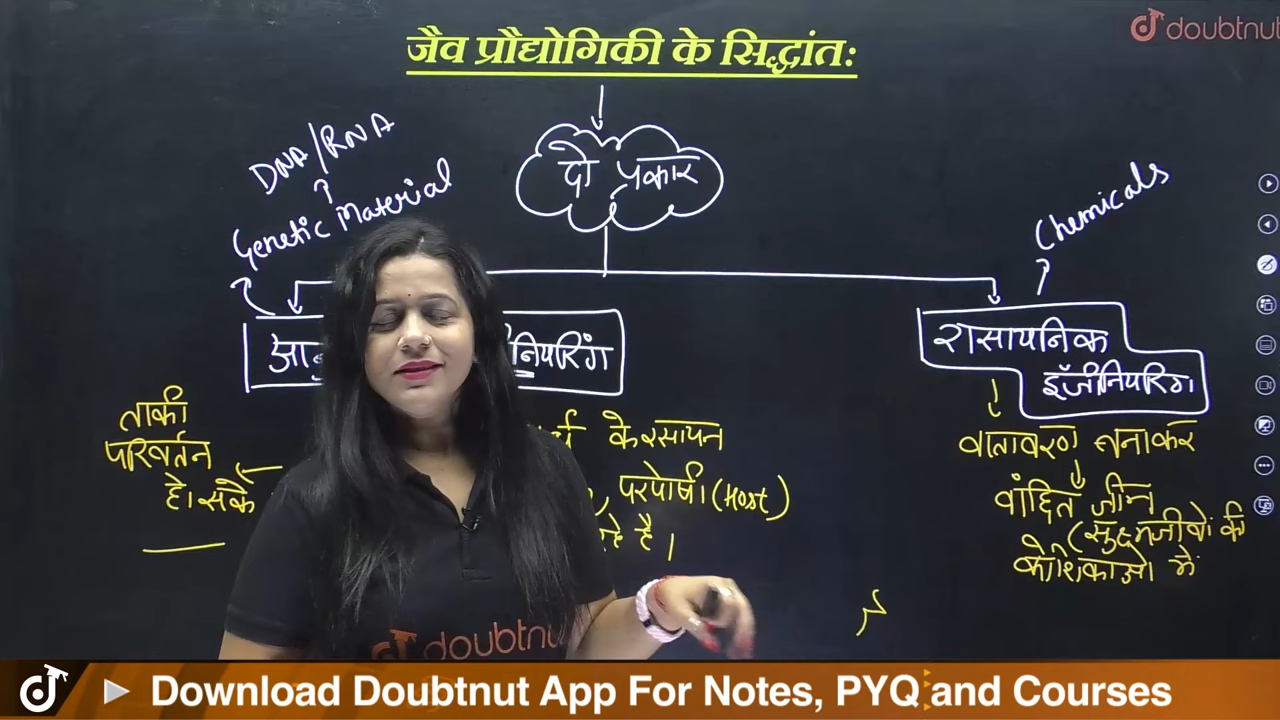 जैव प्रौद्योगिकी के सिद्धांत:
doubtnut
दो प्रकार
DNA/RNA
Genetic Material
Chemicals
रासायनिक
इंजीनियरिंग
ताकी
परिवर्तन
है। सके
के रसायन
परपोषी (Host)
रहे है।
वातावरण बनाकर
वांछित जीन
(सुक्ष्मजीवों की
कोशिकाओ में
doubtnut
Download Doubtnut App For Notes, PYQ and Courses